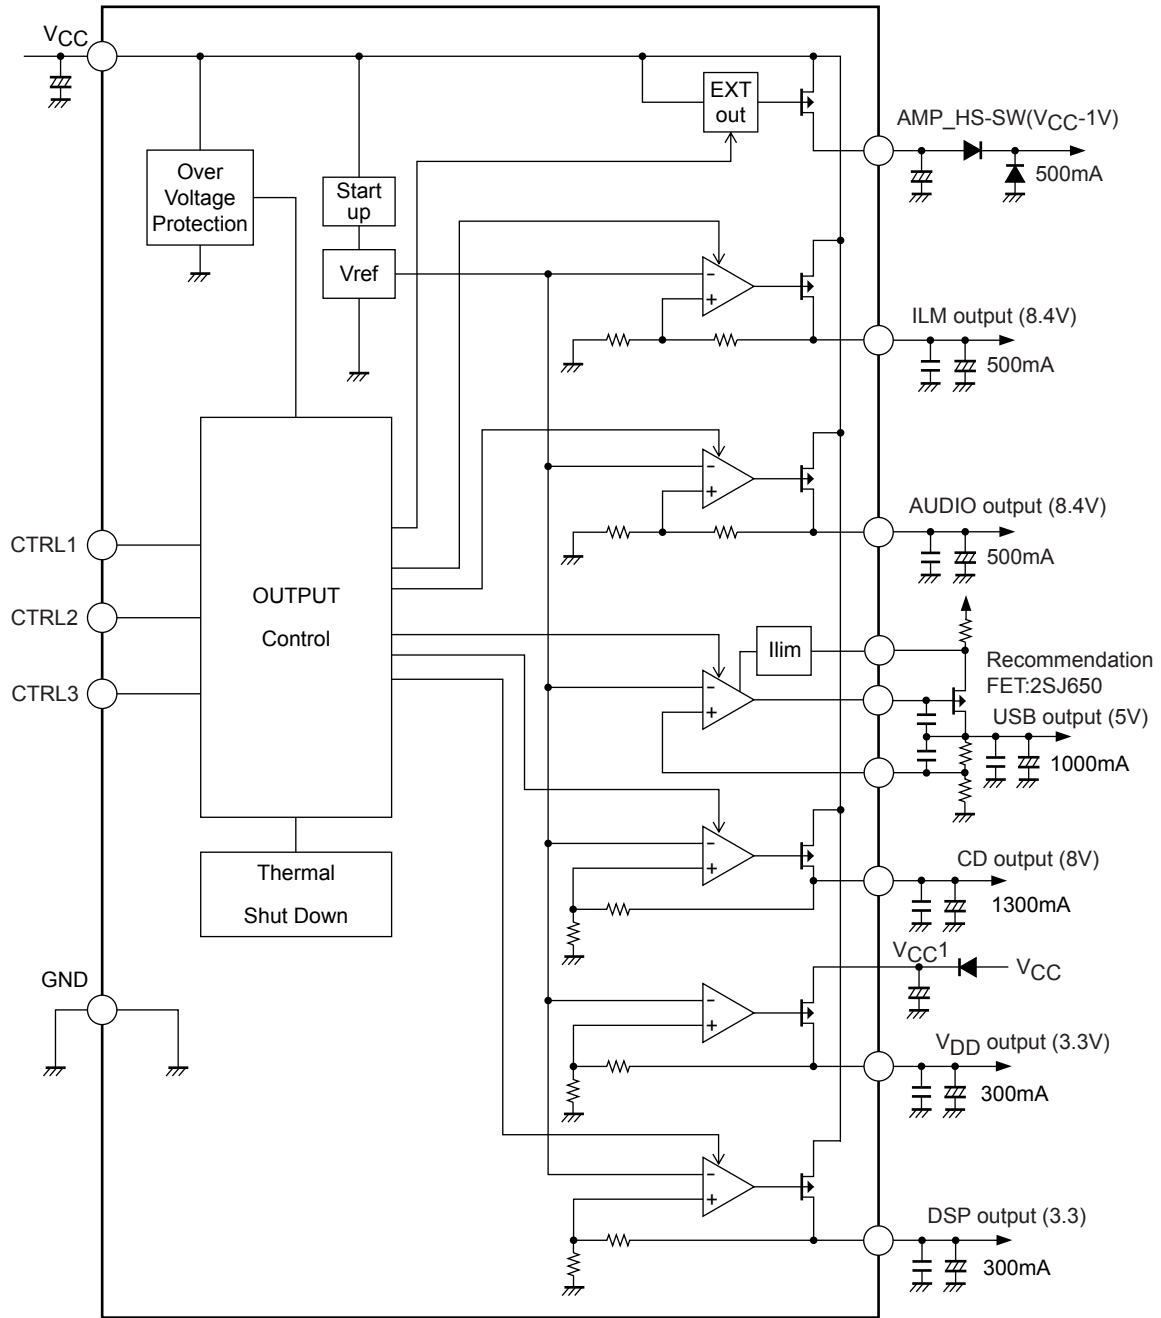 VCC
EXT
out
AMP_HS-SW(VCC-1V)
500mA
Over
Voltage
Protection
Start
up
Vref
-
+
ILM output (8.4V)
500mA
-
+
AUDIO output (8.4V)
500mA
CTRL1
CTRL2
CTRL3
OUTPUT
Control
Ilim
-
+
Recommendation
FET:2SJ650
USB output (5V)
1000mA
Thermal
Shut Down
-
+
CD output (8V)
1300mA
GND
VCC1
VCC
-
+
VDD output (3.3V)
300mA
-
+
DSP output (3.3)
300mA